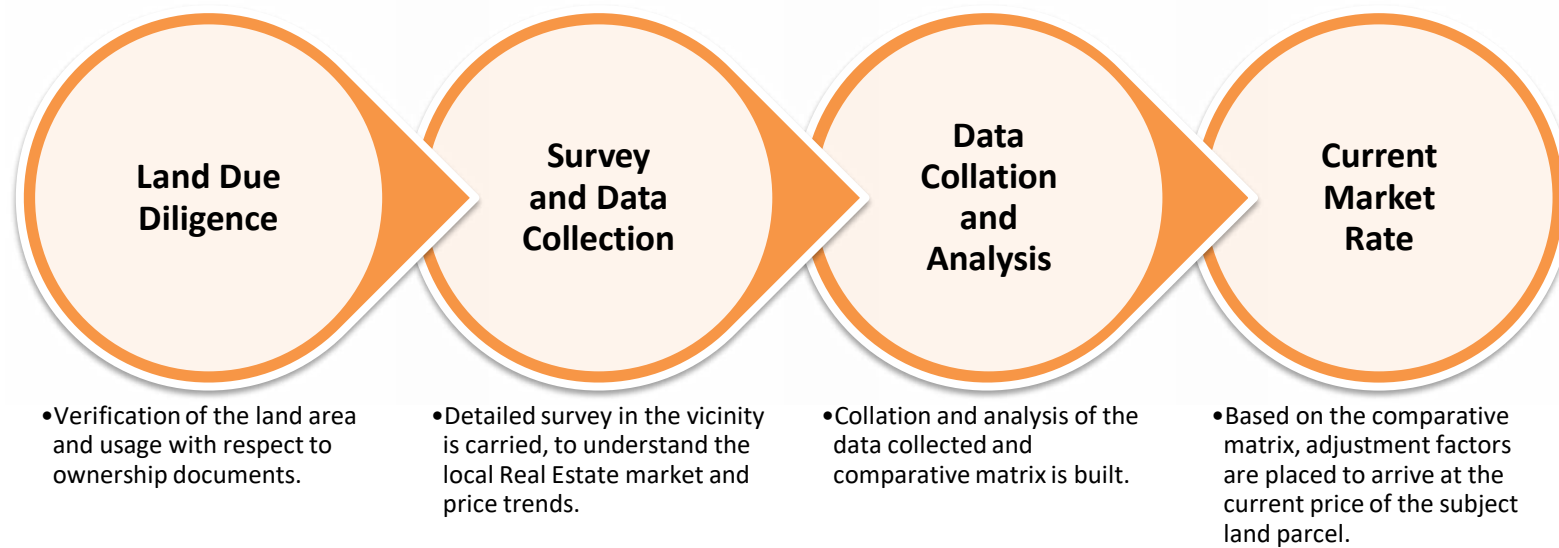 Land Due
Diligence
Survey
and Data
Collection
Data
Collation
and
Analysis
Current
Market
Rate
•Verification of the land area
and usage with respect to
ownership documents.
•Detailed survey in the vicinity
is carried, to understand the
local Real Estate market and
price trends.
•Collation and analysis of the
data collected and
comparative matrix is built.
•Based on the comparative
matrix, adjustment factors
are placed to arrive at the
current price of the subject
land parcel.